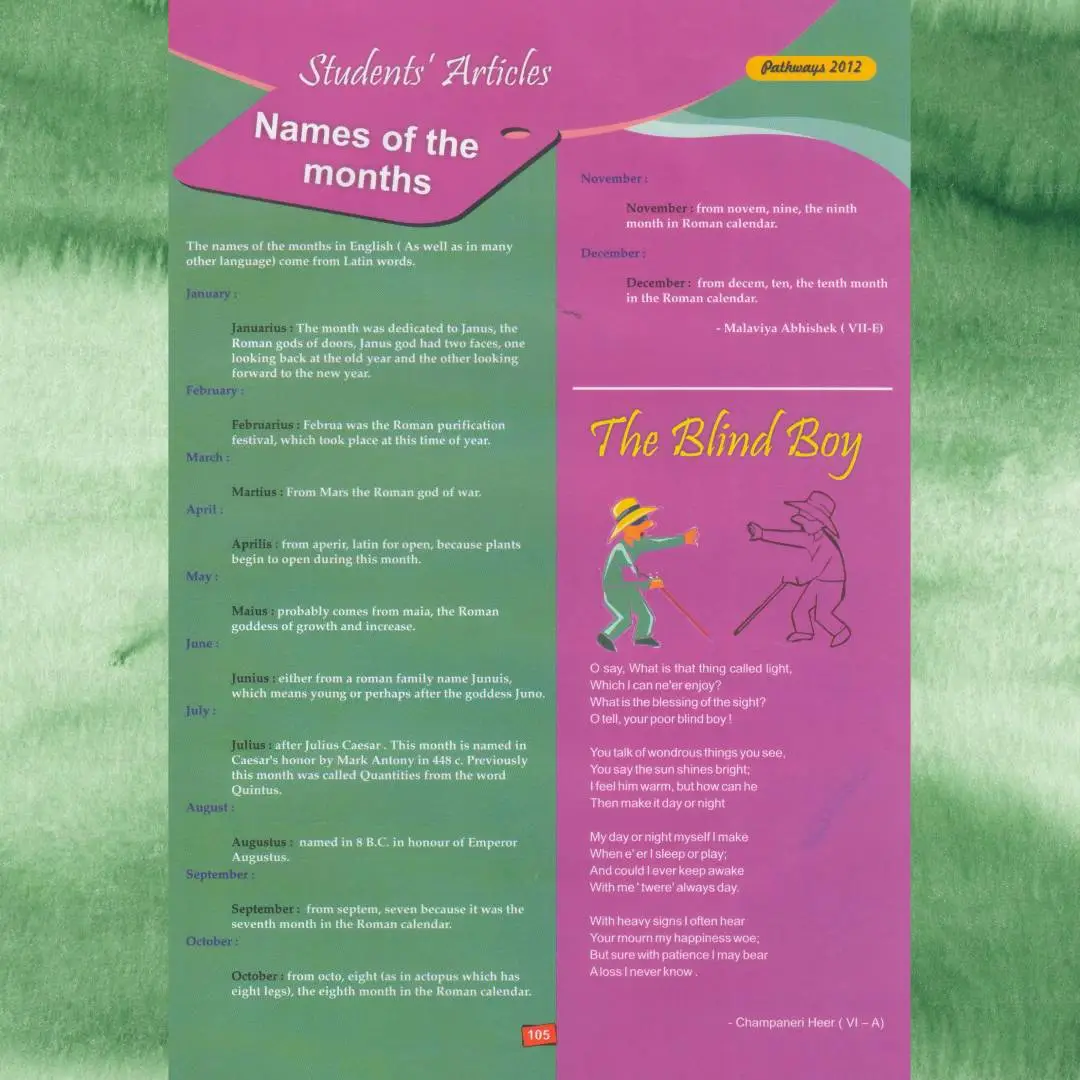 Students' Articles
Pathways 2012
Names of the
months
The names of the months in English ( As well as in many
other language) come from Latin words.
January :
Januarius : The month was dedicated to Janus, the
Roman gods of doors, Janus god had two faces, one
looking back at the old year and the other looking
forward to the new year.
February :
Februarius : Februa was the Roman purification
festival, which took place at this time of year.
March :
Martius : From Mars the Roman god of war.
April :
Aprilis : from aperir, latin for open, because plants
begin to open during this month.
May :
Maius : probably comes from maia, the Roman
goddess of growth and increase.
June :
Junius : either from a roman family name Junuis,
which means young or perhaps after the goddess Juno.
July :
Julius : after Julius Caesar . This month is named in
Caesar's honor by Mark Antony in 448 c. Previously
this month was called Quantities from the word
Quintus.
August :
Augustus : named in 8 B.C. in honour of Emperor
Augustus.
September :
September : from septem, seven because it was the
seventh month in the Roman calendar.
October :
October : from octo, eight (as in actopus which has
eight legs), the eighth month in the Roman calendar.
November :
November : from novem, nine, the ninth
month in Roman calendar.
December :
December : from decem, ten, the tenth month
in the Roman calendar.
- Malaviya Abhishek ( VII-E)
The Blind Boy
O say, What is that thing called light,
Which I can ne'er enjoy?
What is the blessing of the sight?
O tell, your poor blind boy !
You talk of wondrous things you see,
You say the sun shines bright;
I feel him warm, but how can he
Then make it day or night
My day or night myself I make
When e' er I sleep or play;
And could I ever keep awake
With me ' twere' always day.
With heavy signs I often hear
Your mourn my happiness woe;
But sure with patience I may bear
A loss I never know .
- Champaneri Heer ( VI – A)
105